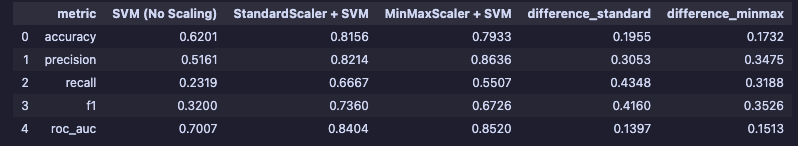 metric SVM (No Scaling) StandardScaler + SVM MinMaxScaler + SVM difference_standard difference_minmax
0 accuracy 0.6201 0.8156 0.7933 0.1955 0.1732
1 precision 0.5161 0.8214 0.8636 0.3053 0.3475
2 recall 0.2319 0.6667 0.5507 0.4348 0.3188
3 f1 0.3200 0.7360 0.6726 0.4160 0.3526
4 roc_auc 0.7007 0.8404 0.8520 0.1397 0.1513